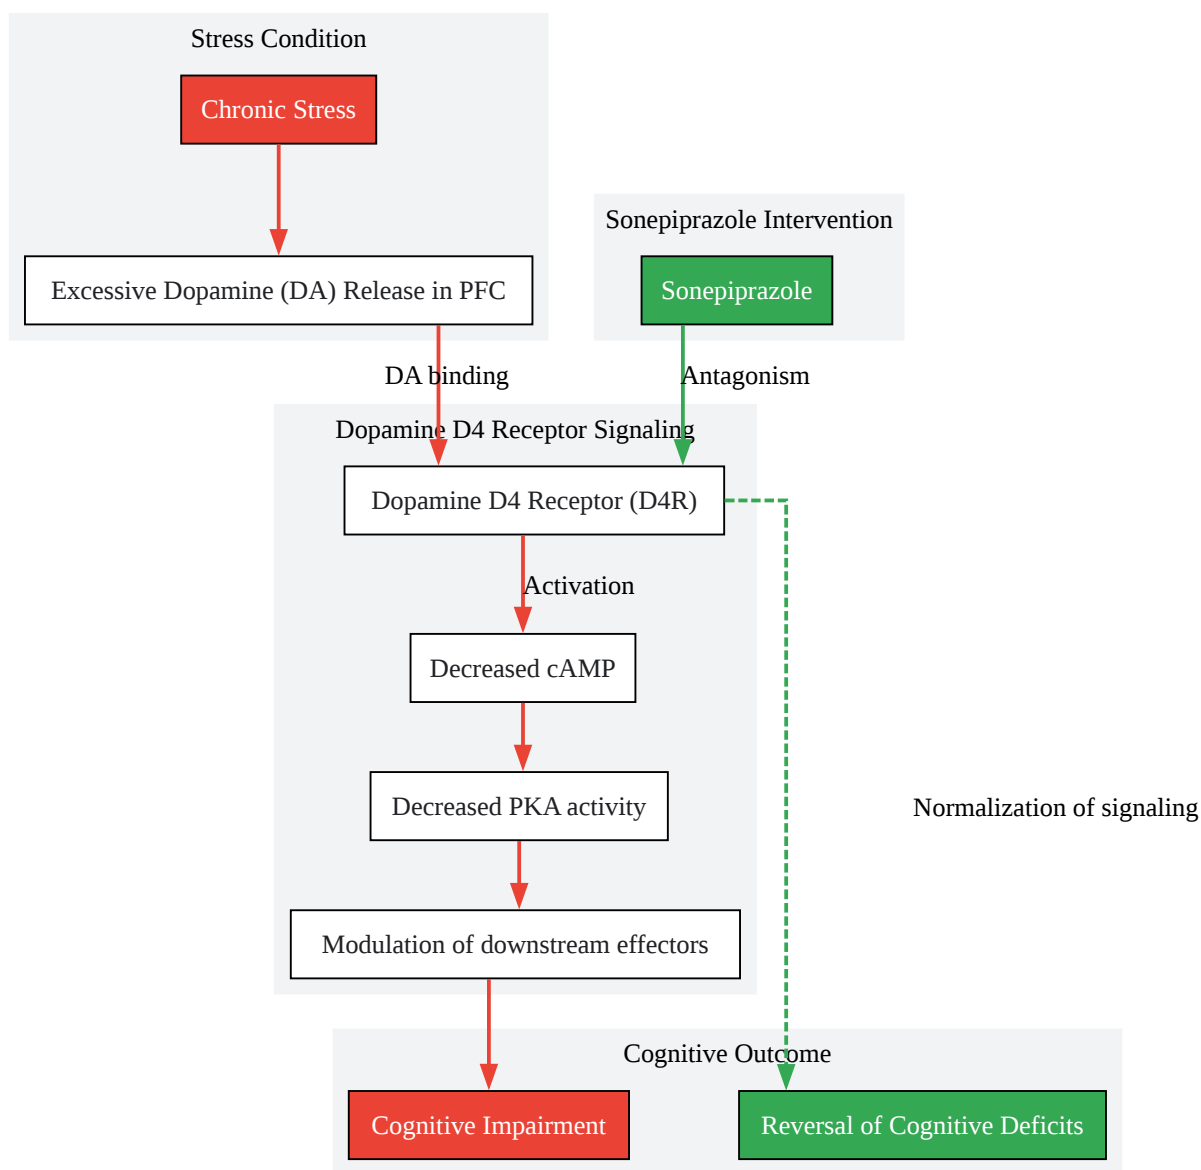 Stress Condition
Chronic Stress
Sonepiprazole Intervention
Excessive Dopamine (DA) Release in PFC
Sonepiprazole
DA binding
Antagonism
Dopamine D4 Receptor Signaling
Dopamine D4 Receptor (D4R)
Activation
Decreased cAMP
Decreased PKA activity
Normalization of signaling
Modulation of downstream effectors
Cognitive Outcome
Cognitive Impairment
Reversal of Cognitive Deficits